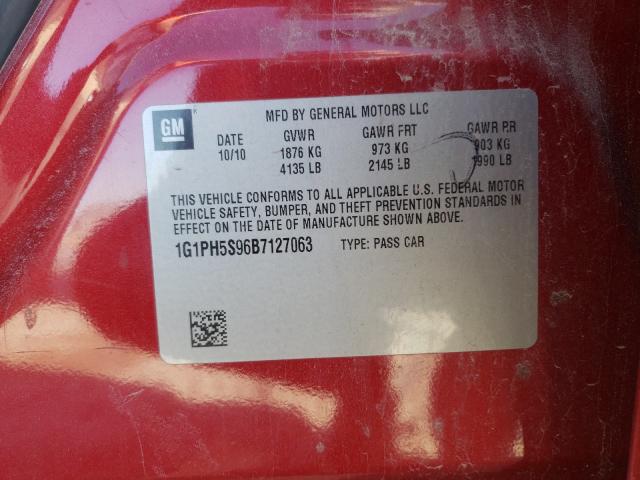 GM
MFD BY GENERAL MOTORS LLC
DATE GVWR GAWR FRT GAWR RR
10/10 1876 KG 973 KG 903 KG
4135 LB 2145 LB 1990 LB
THIS VEHICLE CONFORMS TO ALL APPLICABLE U.S. FEDERAL MOTOR
VEHICLE SAFETY, BUMPER, AND THEFT PREVENTION STANDARDS IN
EFFECT ON THE DATE OF MANUFACTURE SHOWN ABOVE.
1G1PH5S96B7127063 TYPE: PASS CAR